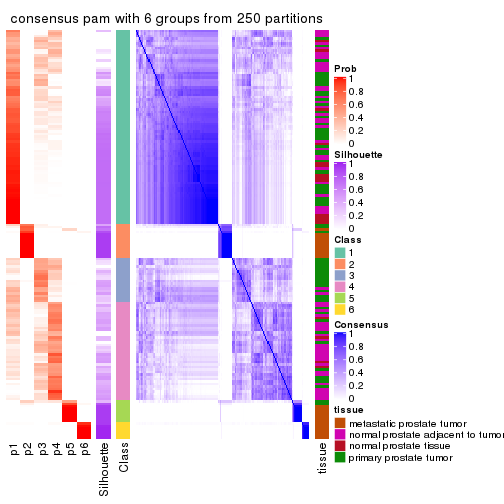 consensus pam with 6 groups from 250 partitions
Prob
1
0.8
0.6
0.4
0.2
0
Silhouette
1
0.8
0.6
0.4
0.2
0
Class
1
2
3
4
5
6
Consensus
1
0.8
0.6
0.4
0.2
0
tissue
metastatic prostate tumor
normal prostate adjacent to tumor
normal prostate tissue
primary prostate tumor
p1
p2
p3
p4
p5
p6
Silhouette
Class
tissue